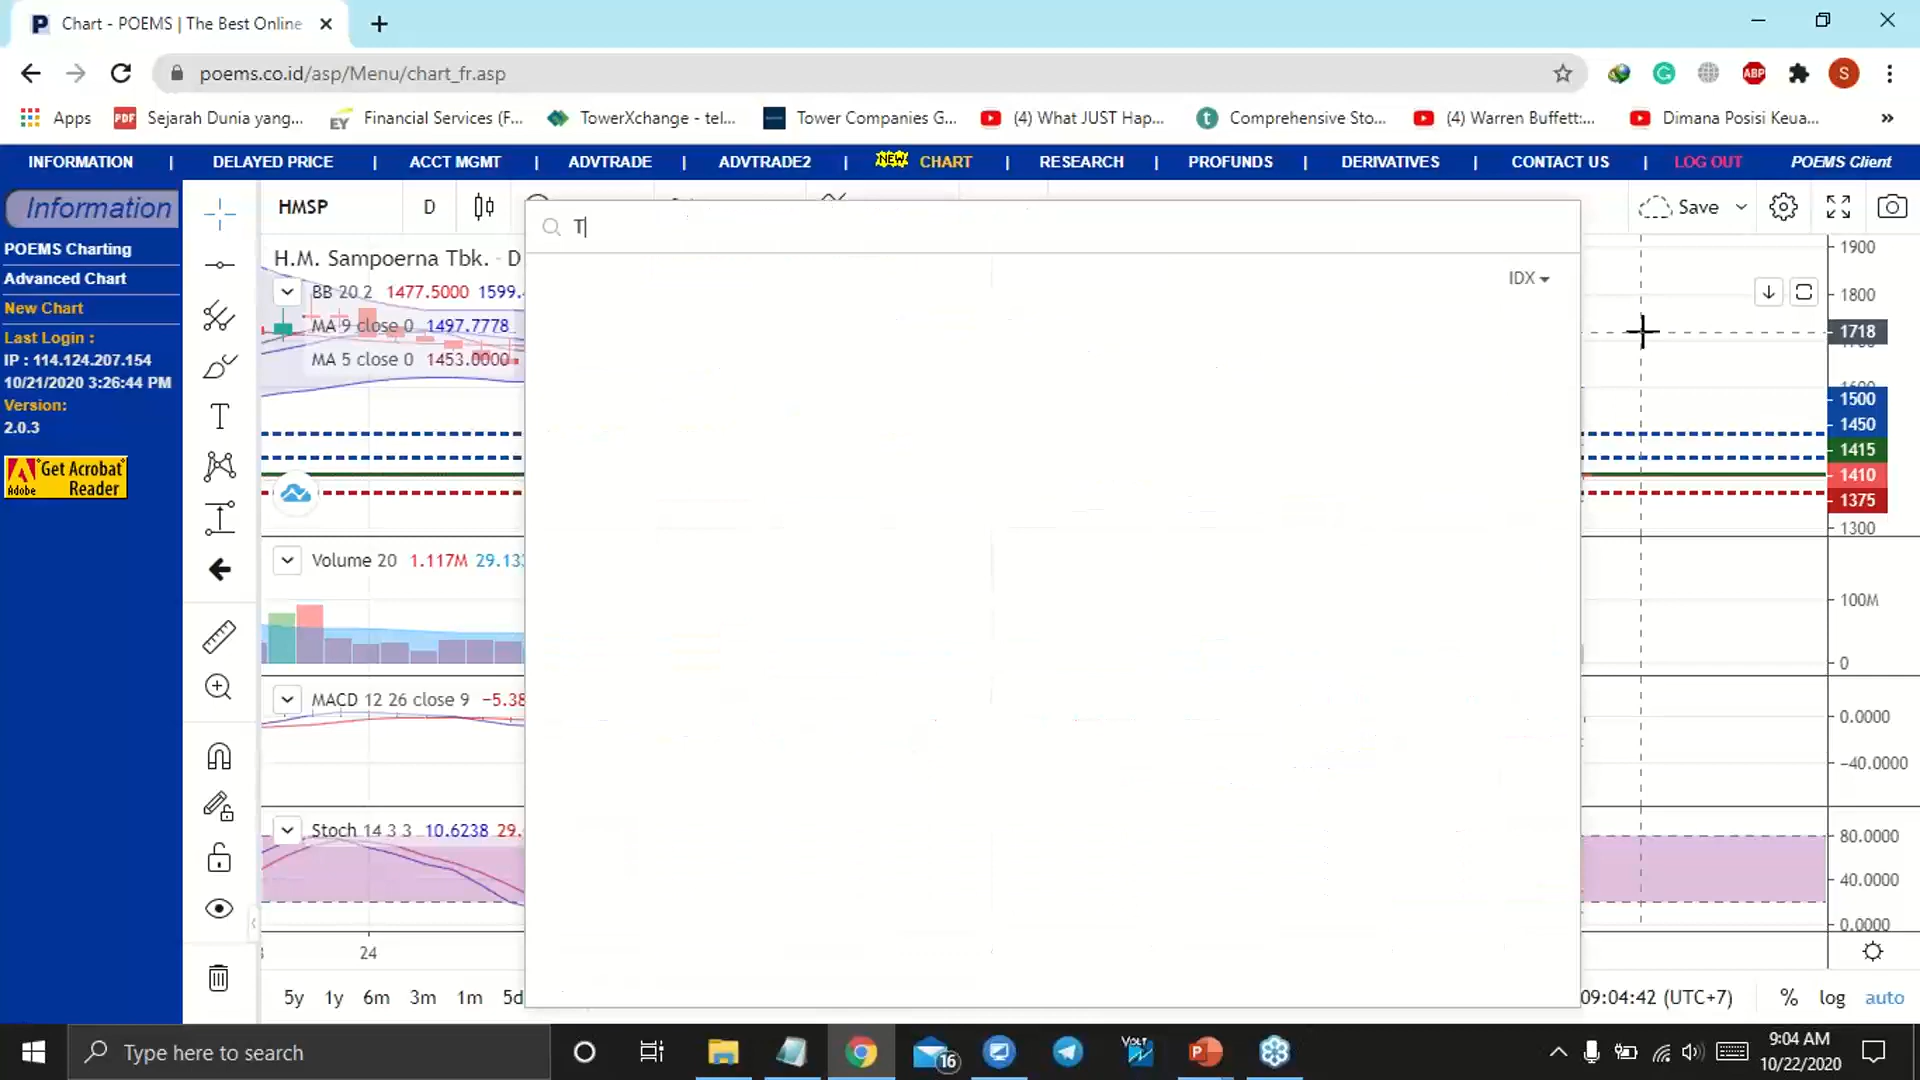 Chart - POEMS | The Best Online
poems.co.id/asp/Menu/chart_fr.asp
S
Apps
PDF
Sejarah Dunia yang...
EY
Financial Services (F...
TowerXchange - tel...
Tower Companies G...
(4) What JUST Hap...
Comprehensive Sto...
(4) Warren Buffett:...
Dimana Posisi Keua...
»
INFORMATION | DELAYED PRICE | ACCT MGMT | ADVTRADE | ADVTRADE2 | NEW CHART | RESEARCH | PROFUNDS | DERIVATIVES | CONTACT US | LOG OUT POEMS Client
Information
POEMS Charting
Advanced Chart
New Chart
Last Login :
IP : 114.124.207.154
10/21/2020 3:26:44 PM
Version:
2.0.3
Adobe
Get Acrobat
Reader
HMSP
D
Save
T
IDX
H.M. Sampoerna Tbk. - D
BB 20 2 1477.5000
MA 9 close 0 1497.7778
MA 5 close 0 1453.0000
1900
1800
1718
1500
1450
1415
1410
1375
1300
Volume 20 1.117M
100M
0
MACD 12 26 close 9
0.0000
-40.0000
Stoch 14 3 3 10.6238
80.0000
40.0000
0.0000
24
5y 1y 6m 3m 1m 5d
09:04:42 (UTC+7)
% log auto
Type here to search
16
VOLT
9:04 AM
10/22/2020